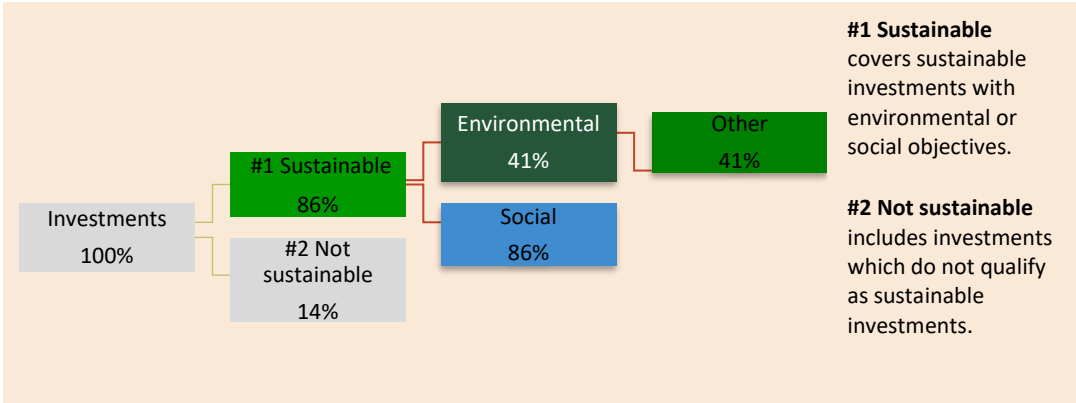 Investments
100%
#1 Sustainable
86%
#2 Not
sustainable
14%
Environmental
41%
Social
86%
Other
41%
#1 Sustainable
covers sustainable
investments with
environmental or
social objectives.
#2 Not sustainable
includes investments
which do not qualify
as sustainable
investments.